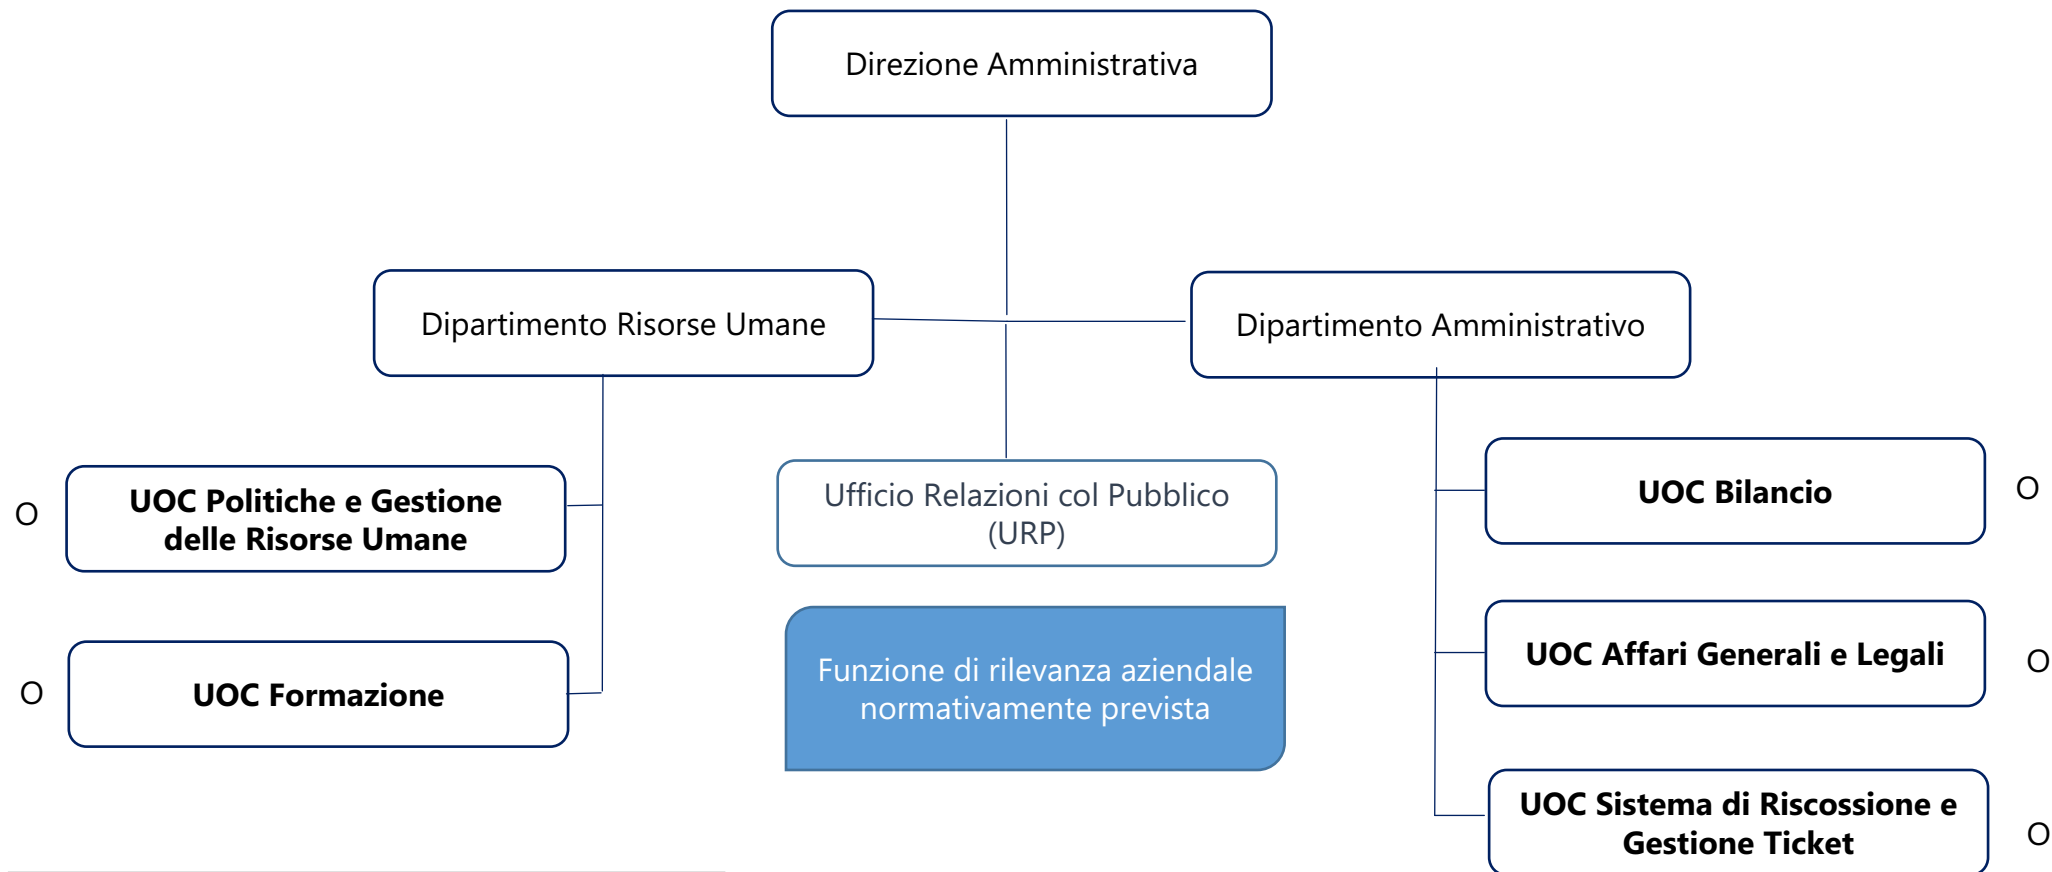 Direzione Amministrativa
Dipartimento Risorse Umane
Dipartimento Amministrativo
O
UOC Politiche e Gestione
delle Risorse Umane
Ufficio Relazioni col Pubblico
(URP)
UOC Bilancio
O
O
UOC Formazione
Funzione di rilevanza aziendale
normativamente prevista
UOC Affari Generali e Legali
O
UOC Sistema di Riscossione e
Gestione Ticket
O